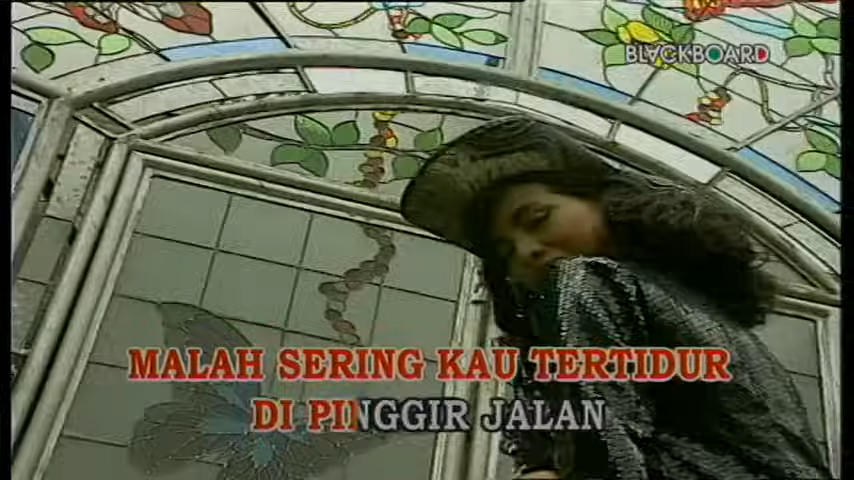 BLACKBOARD
MALAH SERING KAU TERTIDUR
DI PINGGIR JALAN